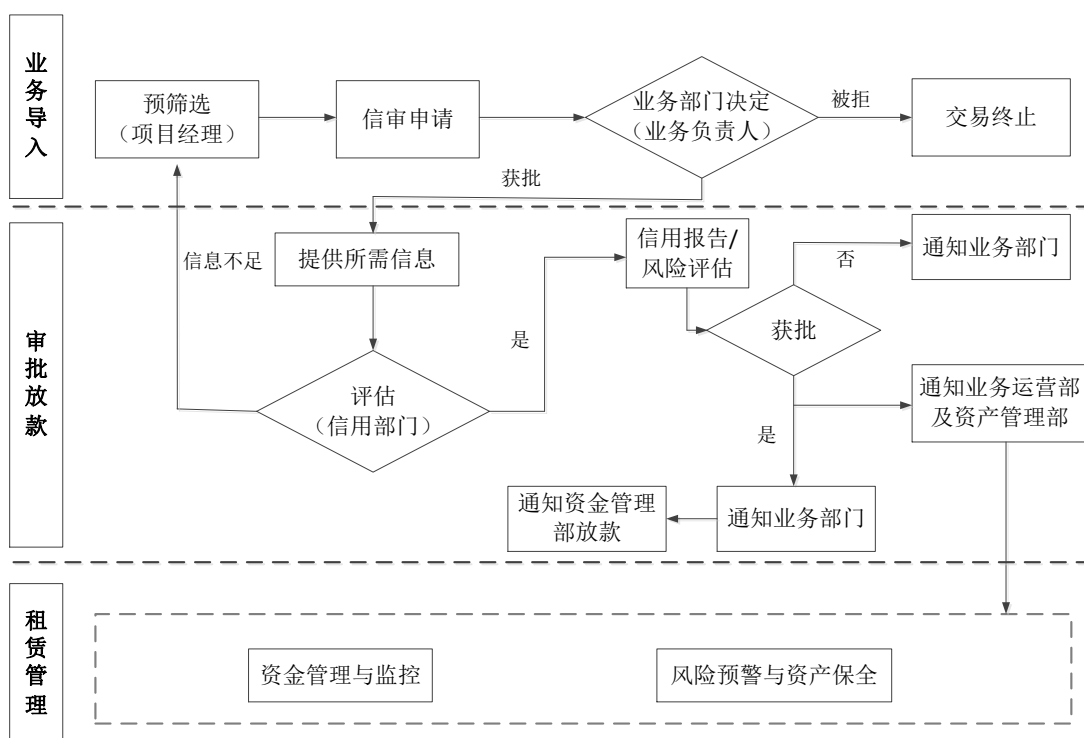 业务导入
预筛选
（项目经理）
信审申请
业务部门决定
（业务负责人）
被拒
交易终止
获批
审批放款
信息不足
提供所需信息
是
信用报告/
风险评估
否
通知业务部门
获批
评估
（信用部门）
是
通知业务运营部
及资产管理部
通知资金管理
部放款
通知业务部门
租赁管理
资金管理与监控
风险预警与资产保全